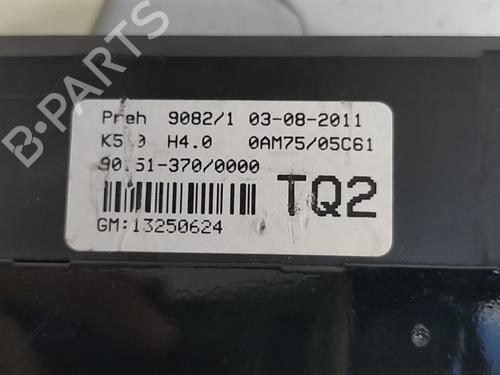 B-PARTS
Preh 9082/1 03-08-2011
H4.0 0AM75/05C61
TQ2
GM:13250624